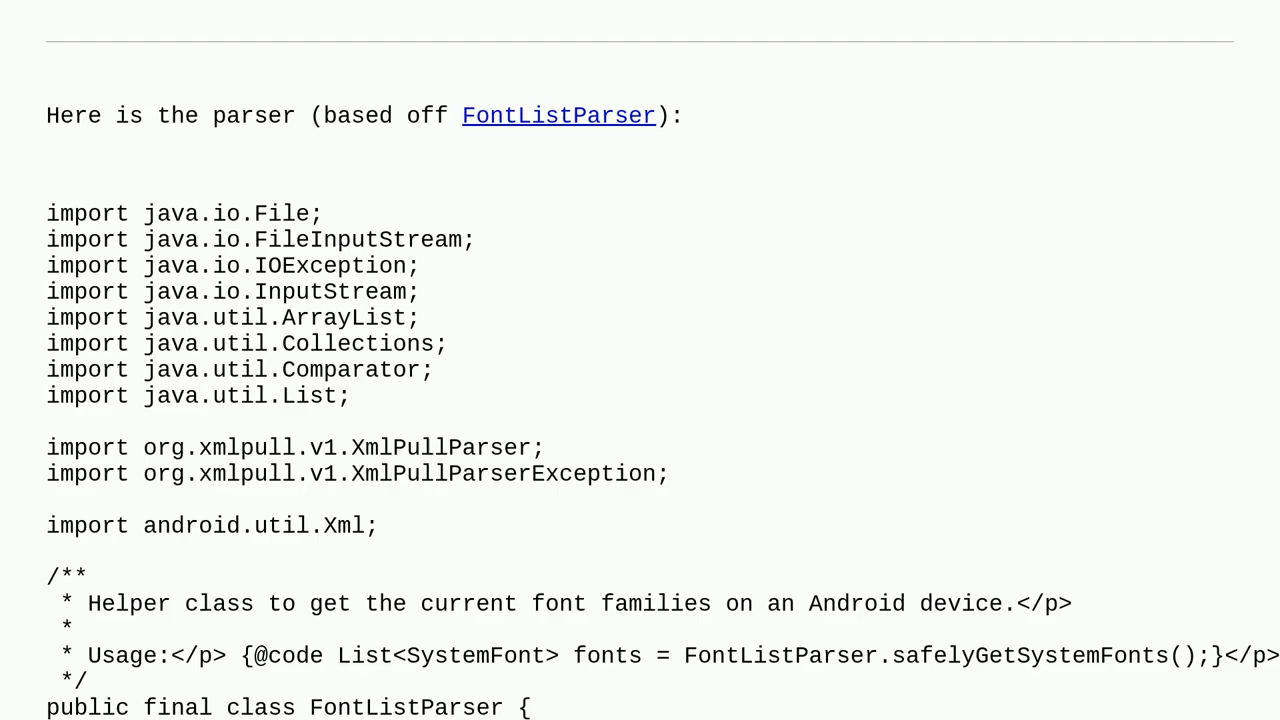 Here is the parser (based off FontListParser):
import java.io.File;
import java.io.FileInputStream;
import java.io.IOException;
import java.io.InputStream;
import java.util.ArrayList;
import java.util.Collections;
import java.util.Comparator;
import java.util.List;
import org.xmlpull.v1.XmlPullParser;
import org.xmlpull.v1.XmlPullParserException;
import android.util.Xml;
/**
 * Helper class to get the current font families on an Android device.</p>
 *
 * Usage:</p> {@code List<SystemFont> fonts = FontListParser.safelyGetSystemFonts();}</p>
 */
public final class FontListParser {